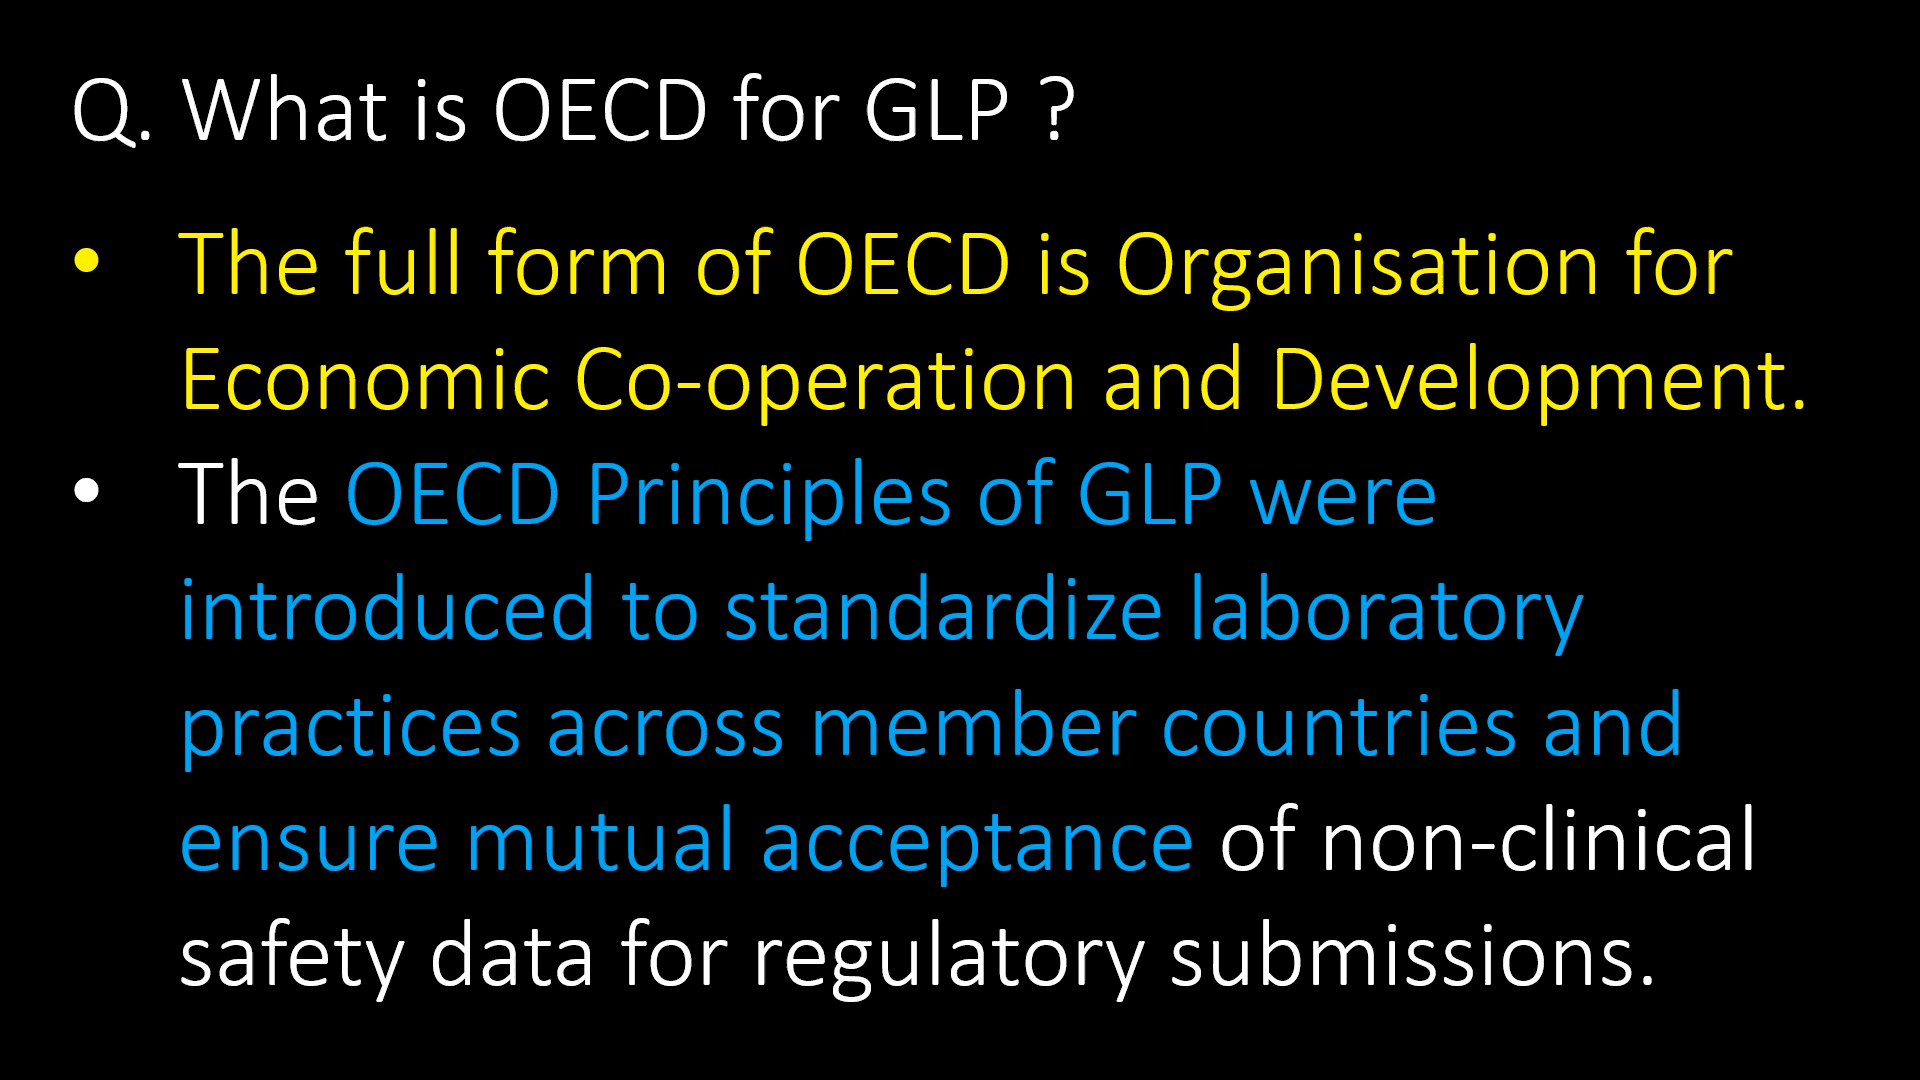 Q. What is OECD for GLP ?
• The full form of OECD is Organisation for
Economic Co-operation and Development.
• The OECD Principles of GLP were
introduced to standardize laboratory
practices across member countries and
ensure mutual acceptance of non-clinical
safety data for regulatory submissions.